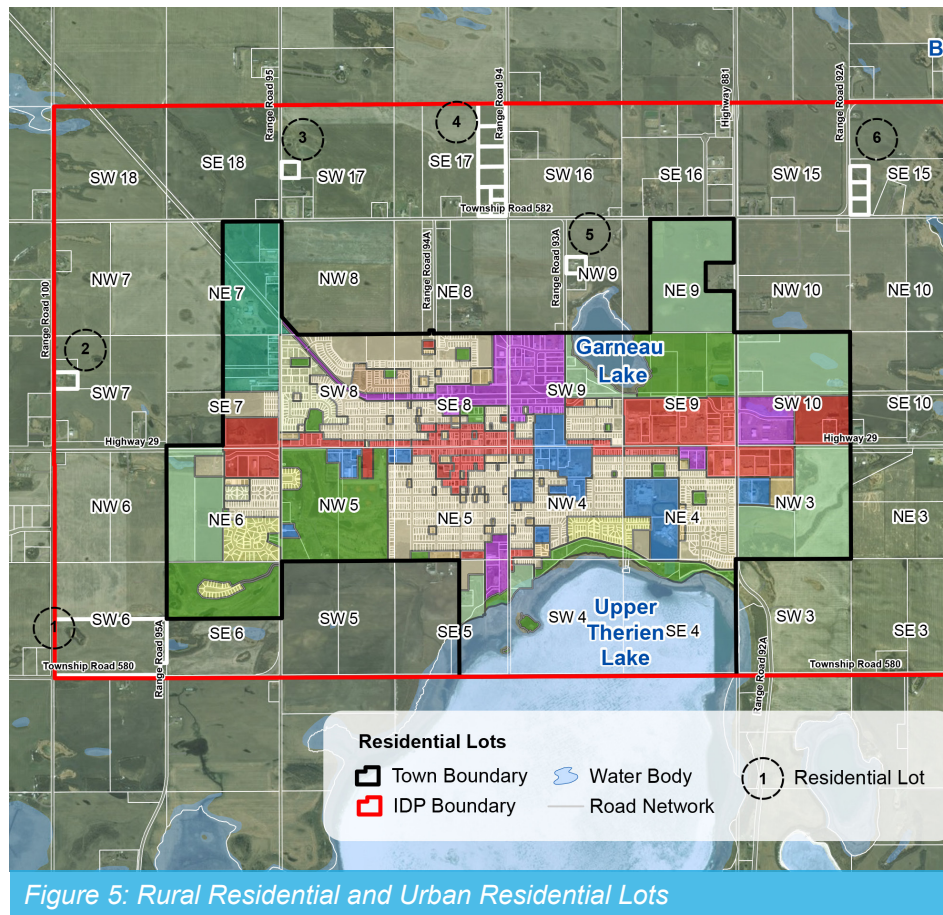 B
Range Road 95
Range Road 94
Highway 881
Range Road 92A
3
4
6
SW 18
SE 18
SW 17
SE 17
SW 16
SE 16
SW 15
SE 15
Township Road 582
5
NW 7
NE 7
NW 8
Range Road 94A
NE 8
Range Road 93A
NW 9
NE 9
NW 10
NE 10
Range Road 100
2
Garneau
Lake
SW 7
SE 7
SW 8
SE 8
SW 9
SE 9
SW 10
SE 10
Highway 29
Highway 29
NW 6
NE 6
NW 5
NE 5
NW 4
NE 4
NW 3
NE 3
1
SW 6
Range Road 95A
SE 6
SW 5
SE 5
SW 4
Upper
Therien
Lake
SE 4
SW 3
SE 3
Range Road 92A
Township Road 580
Township Road 580
Residential Lots
Town Boundary
Water Body
1
Residential Lot
IDP Boundary
Road Network
Figure 5: Rural Residential and Urban Residential Lots